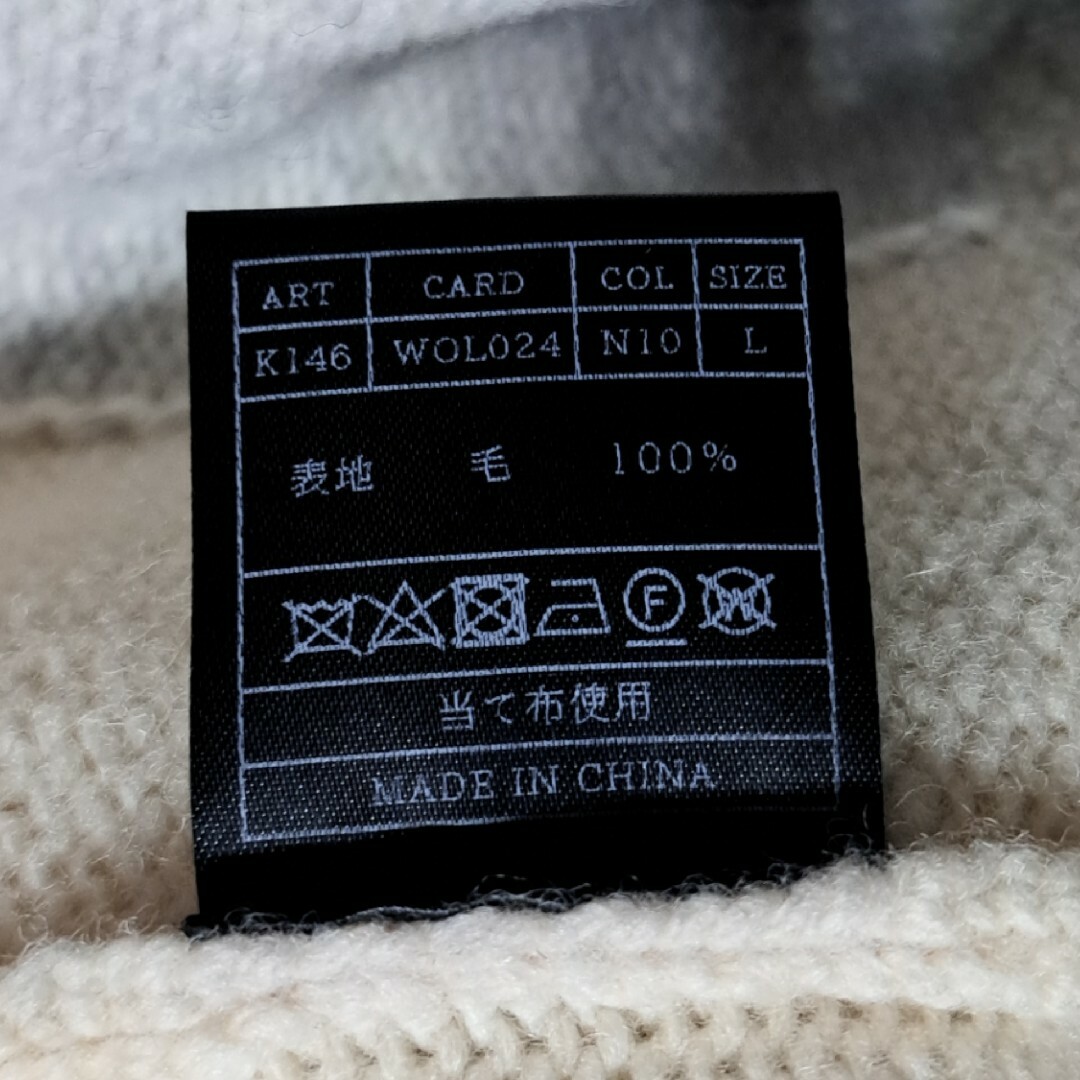 ART CARD COL SIZE
K146 WOL024 N10 L
表地 毛 100%
F W
当て布使用
MADE IN CHINA